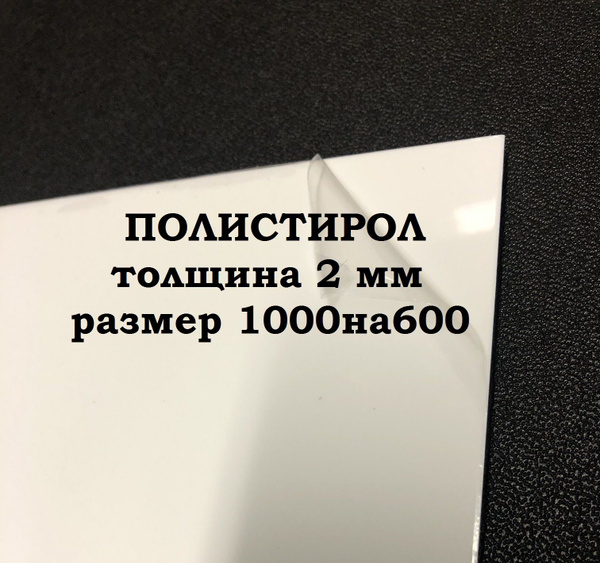 ПОЛИСТИРОЛ
толщина 2 мм
размер 1000на600